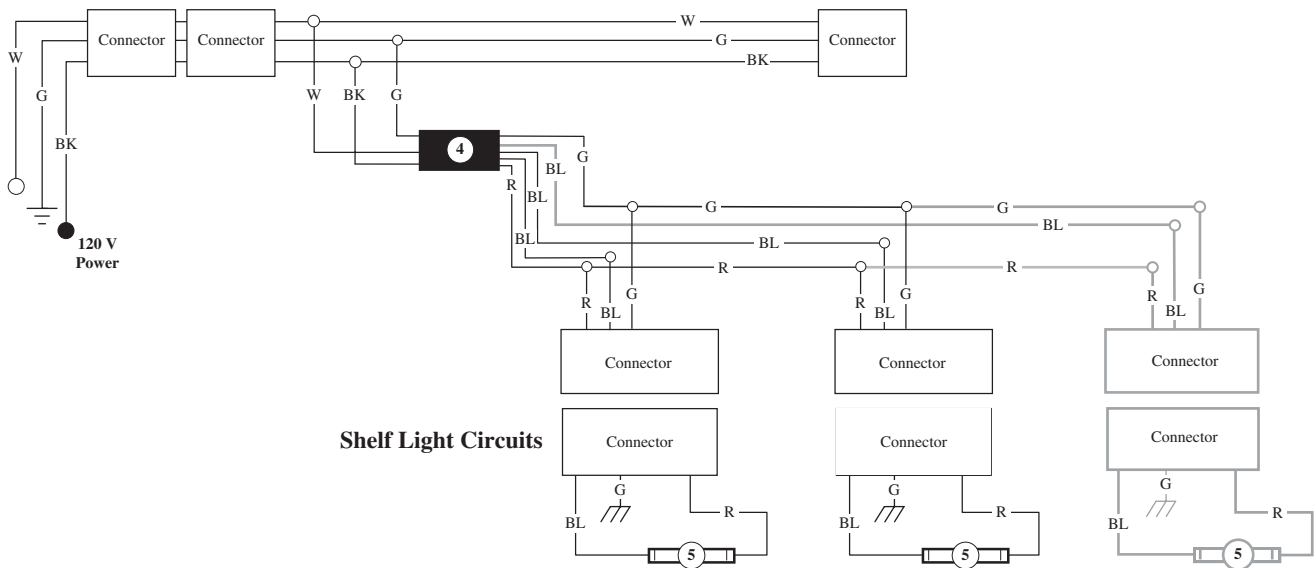 W
Connector Connector Connector
G
W
BK
G
BK
W
BK
G
4
G
BL
R
BL
G
G
BL
BL
BL
120 V
Power
R
R
R
BL
G
R
BL
G
R
BL
G
Connector
Connector
Connector
Shelf Light Circuits
Connector
Connector
Connector
G
G
G
BL
R
BL
R
BL
R
5
5
5